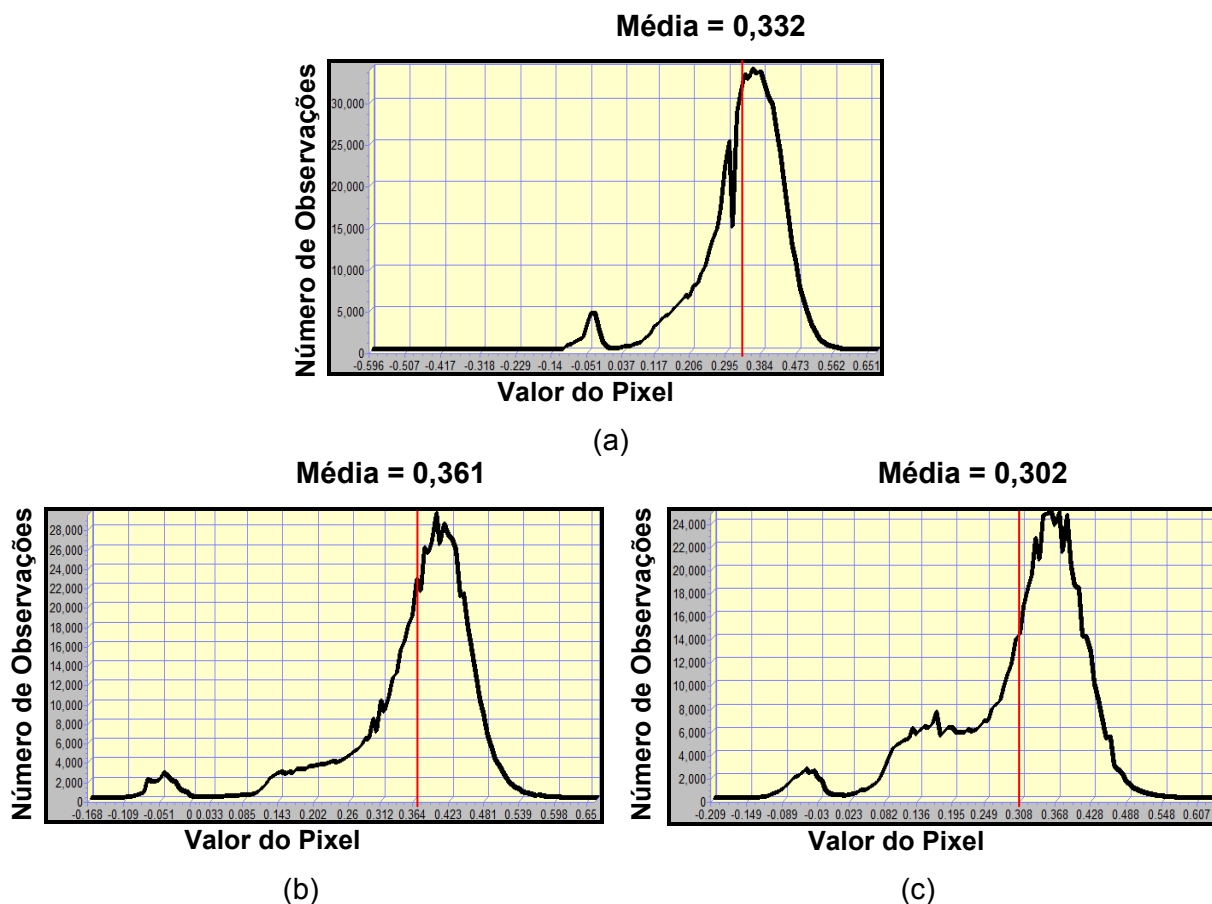 Média = 0,332
Número de Observações
30,000
25,000
20,000
15,000
10,000
5,000
0
-0.596 -0.507 -0.417 -0.318 -0.229 -0.14 -0.051 0.037 0.117 0.206 0.295 0.384 0.473 0.562 0.651
Valor do Pixel
(a)
Média = 0,361
Número de Observações
28,000
26,000
24,000
22,000
20,000
18,000
16,000
14,000
12,000
10,000
8,000
6,000
4,000
2,000
0
-0.168 -0.109 -0.051 0.00 0.033 0.085 0.143 0.202 0.26 0.312 0.364 0.423 0.481 0.539 0.598 0.65
Valor do Pixel
(b)
Média = 0,302
Número de Observações
24,000
22,000
20,000
18,000
16,000
14,000
12,000
10,000
8,000
6,000
4,000
2,000
0
-0.209 -0.149 -0.089 -0.03 0.023 0.082 0.136 0.195 0.249 0.308 0.368 0.428 0.488 0.548 0.607
Valor do Pixel
(c)